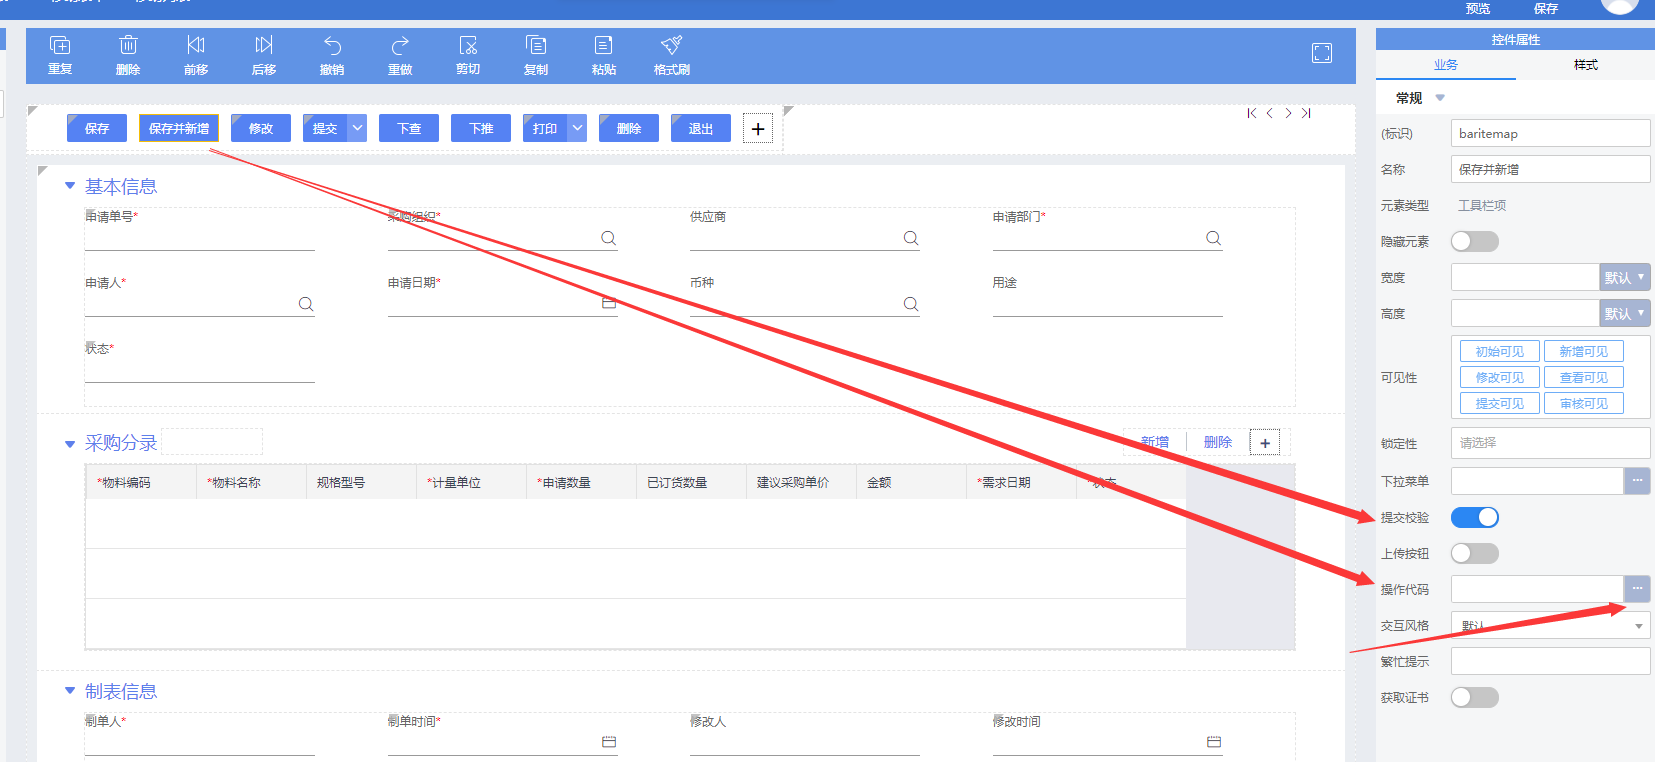 预览 保存
控件属性
重复 删除 前移 后移 撤销 重做 剪切 复制 粘贴 格式刷
业务 样式
常规
保存 保存并新增 修改 提交 下查 下推 打印 删除 退出 +
(标识) baritemap
名称 保存并新增
元素类型 工具栏项
隐藏元素
宽度 默认
高度 默认
可见性
初始可见 新增可见
修改可见 查看可见
提交可见 审核可见
锁定性 请选择
下拉菜单 ...
提交校验
上传按钮
操作代码 ...
交互风格 默认
繁忙提示
获取证书
基本信息
申请单号* 采购组织* 供应商 申请部门*
申请人* 申请日期* 币种 用途
状态*
采购分录
新增 删除 +
*物料编码 *物料名称 规格型号 *计量单位 *申请数量 已订货数量 建议采购单价 金额 *需求日期 *状态
制表信息
制单人* 制单时间* 修改人 修改时间